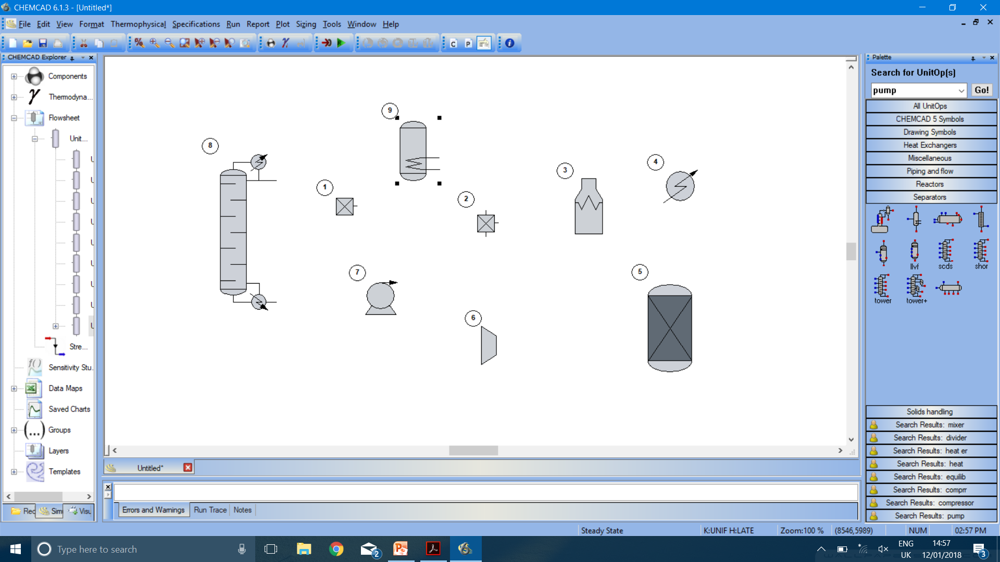 CHEMCAD 6.1.3 - [Untitled*]
File Edit View Format Thermophysical Specifications Run Report Plot Sizing Tools Window Help
C P
CHEMCAD Explorer
Components
Thermodyna...
Flowsheet
Unit...
Stre...
Sensitivity Stu.
Data Maps
Saved Charts
Groups
Layers
Templates
Rec Sim Visu
9
8
4
3
1
2
7
5
6
Untitled*
Errors and Warnings Run Trace Notes
Palette
Search for UnitOp(s)
pump Go!
All UnitOps
CHEMCAD 5 Symbols
Drawing Symbols
Heat Exchangers
Miscellaneous
Piping and flow
Reactors
Separators
llvf scds shor
tower tower+
Solids handling
Search Results: mixer
Search Results: divider
Search Results: heat er
Search Results: heat
Search Results: equilib
Search Results: comprr
Search Results: compressor
Search Results: pump
Steady State K:UNIF H:LATE Zoom:100 % (8546,5989) NUM 02:57 PM
Type here to search
2
ENG
UK
14:57
12/01/2018
3